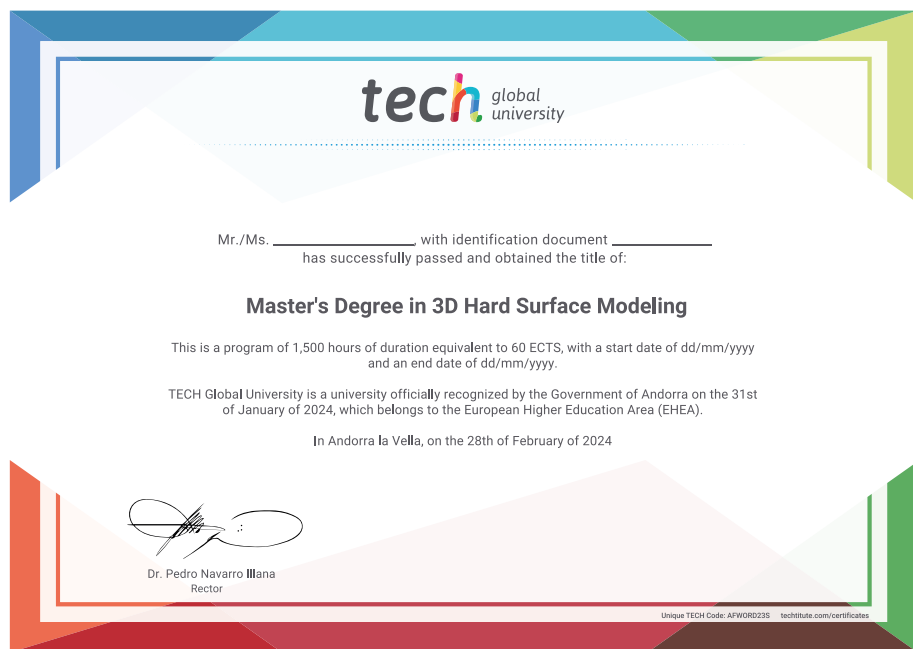 tech global
university
Mr./Ms. ____________, with identification document ____________
has successfully passed and obtained the title of:
Master's Degree in 3D Hard Surface Modeling
This is a program of 1,500 hours of duration equivalent to 60 ECTS, with a start date of dd/mm/yyyy
and an end date of dd/mm/yyyy.
TECH Global University is a university officially recognized by the Government of Andorra on the 31st
of January of 2024, which belongs to the European Higher Education Area (EHEA).
In Andorra la Vella, on the 28th of February of 2024
Dr. Pedro Navarro Illana
Rector
Unique TECH Code: AFWORD23S techtitute.com/certificates